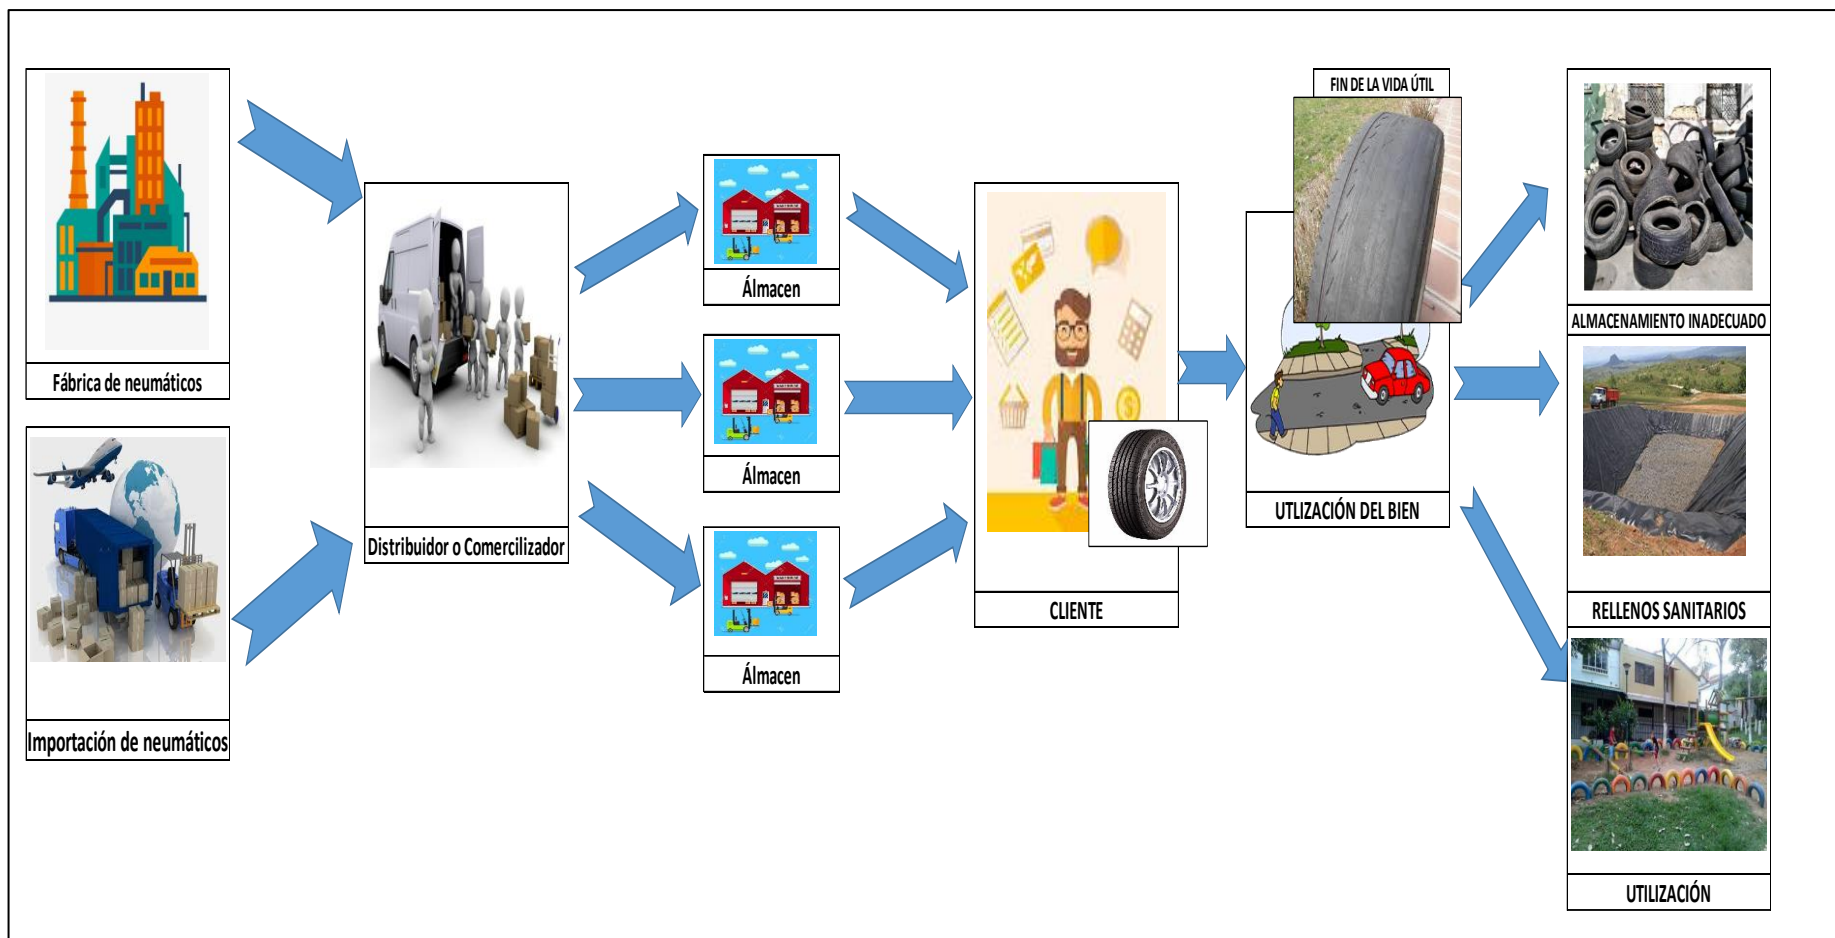 Fábrica de neumáticos
Importación de neumáticos
Distribuidor o Comercilizador
Álmacen
Álmacen
Álmacen
CLIENTE
FIN DE LA VIDA ÚTIL
UTLIZACIÓN DEL BIEN
ALMACENAMIENTO INADECUADO
RELLENOS SANITARIOS
UTILIZACIÓN